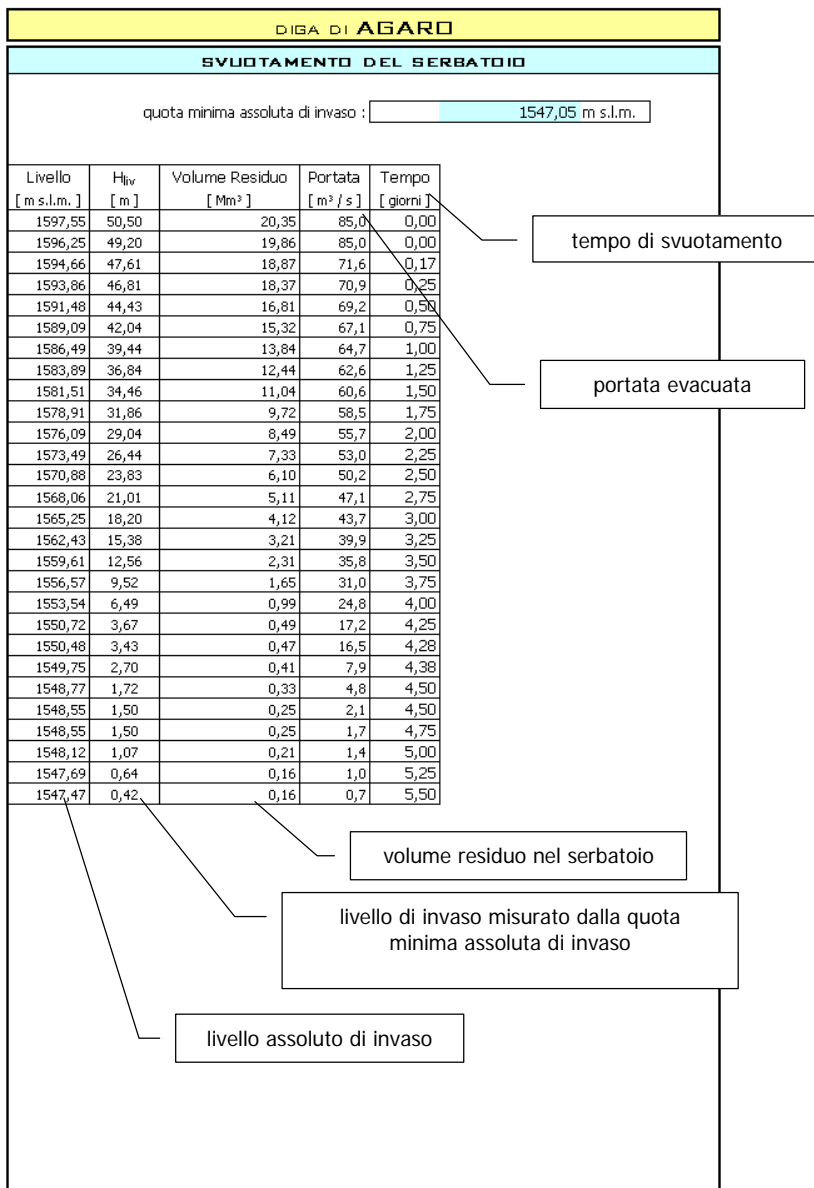 DIGA DI AGARO
SVUOTAMENTO DEL SERBATOIO
quota minima assoluta di invaso : 1547,05 m s.l.m.
Livello Hliv Volume Residuo Portata Tempo
[ m s.l.m. ] [ m ] [ Mm³ ] [ m³ / s ] [ giorni ]
1597,55 50,50 20,35 85,0 0,00
1596,25 49,20 19,86 85,0 0,00
1594,66 47,61 18,87 71,6 0,17
1593,86 46,81 18,37 70,9 0,25
1591,48 44,43 16,81 69,2 0,50
1589,09 42,04 15,32 67,1 0,75
1586,49 39,44 13,84 64,7 1,00
1583,89 36,84 12,44 62,6 1,25
1581,51 34,46 11,04 60,6 1,50
1578,91 31,86 9,72 58,5 1,75
1576,09 29,04 8,49 55,7 2,00
1573,49 26,44 7,33 53,0 2,25
1570,88 23,83 6,10 50,2 2,50
1568,06 21,01 5,11 47,1 2,75
1565,25 18,20 4,12 43,7 3,00
1562,43 15,38 3,21 39,9 3,25
1559,61 12,56 2,31 35,8 3,50
1556,57 9,52 1,65 31,0 3,75
1553,54 6,49 0,99 24,8 4,00
1550,72 3,67 0,49 17,2 4,25
1550,48 3,43 0,47 16,5 4,28
1549,75 2,70 0,41 7,9 4,38
1548,77 1,72 0,33 4,8 4,50
1548,55 1,50 0,25 2,1 4,50
1548,55 1,50 0,25 1,7 4,75
1548,12 1,07 0,21 1,4 5,00
1547,69 0,64 0,16 1,0 5,25
1547,47 0,42 0,16 0,7 5,50
tempo di svuotamento
portata evacuata
volume residuo nel serbatoio
livello di invaso misurato dalla quota
minima assoluta di invaso
livello assoluto di invaso